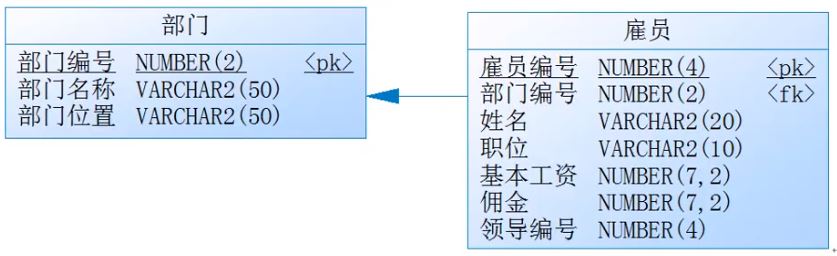 部门
部门编号 NUMBER(2) <pk>
部门名称 VARCHAR2(50)
部门位置 VARCHAR2(50)
雇员
雇员编号 NUMBER(4) <pk>
部门编号 NUMBER(2) <fk>
姓名 VARCHAR2(20)
职位 VARCHAR2(10)
基本工资 NUMBER(7,2)
佣金 NUMBER(7,2)
领导编号 NUMBER(4)